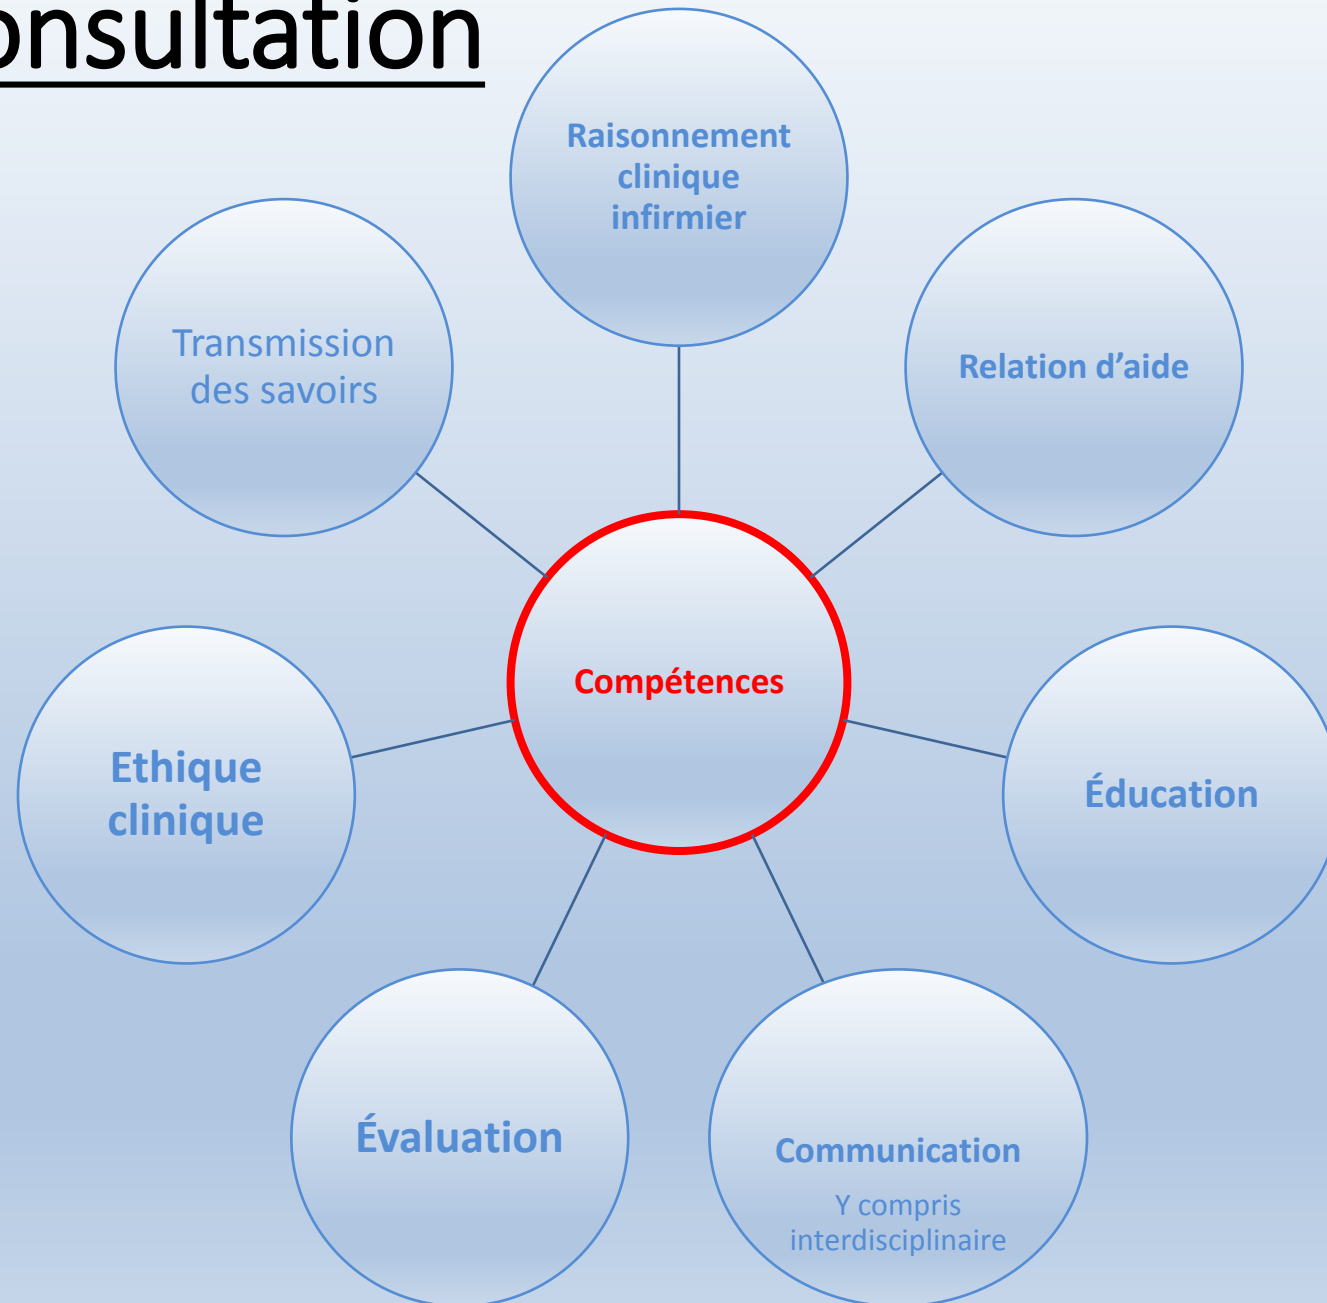 onsultation
Raisonnement
clinique
infirmier
Transmission
des savoirs
Relation d’aide
Compétences
Ethique
clinique
Éducation
Évaluation
Communication
Y compris
interdisciplinaire